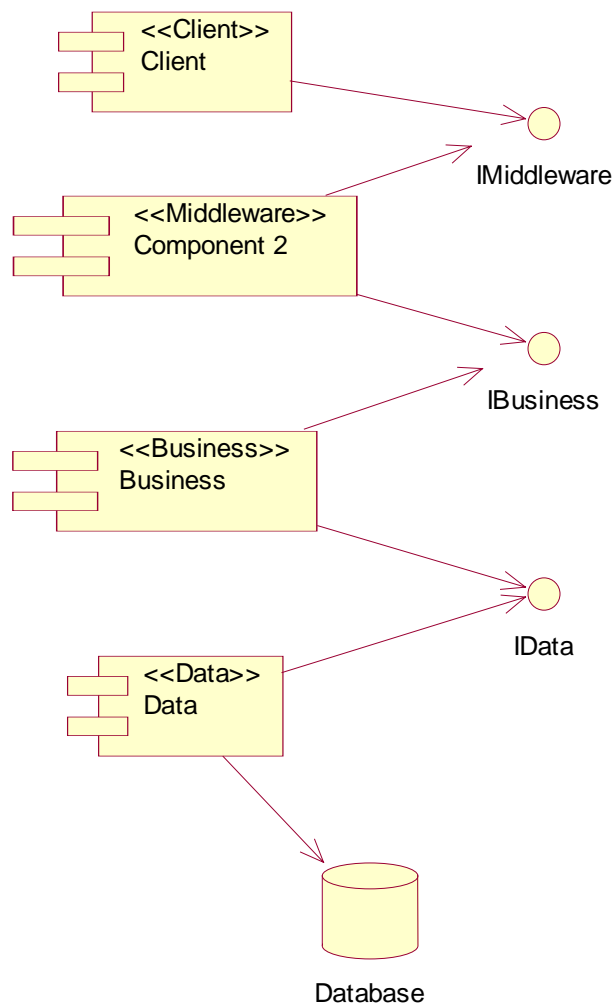 <<Client>>
Client
IMiddleware
<<Middleware>>
Component 2
IBusiness
<<Business>>
Business
IData
<<Data>>
Data
Database